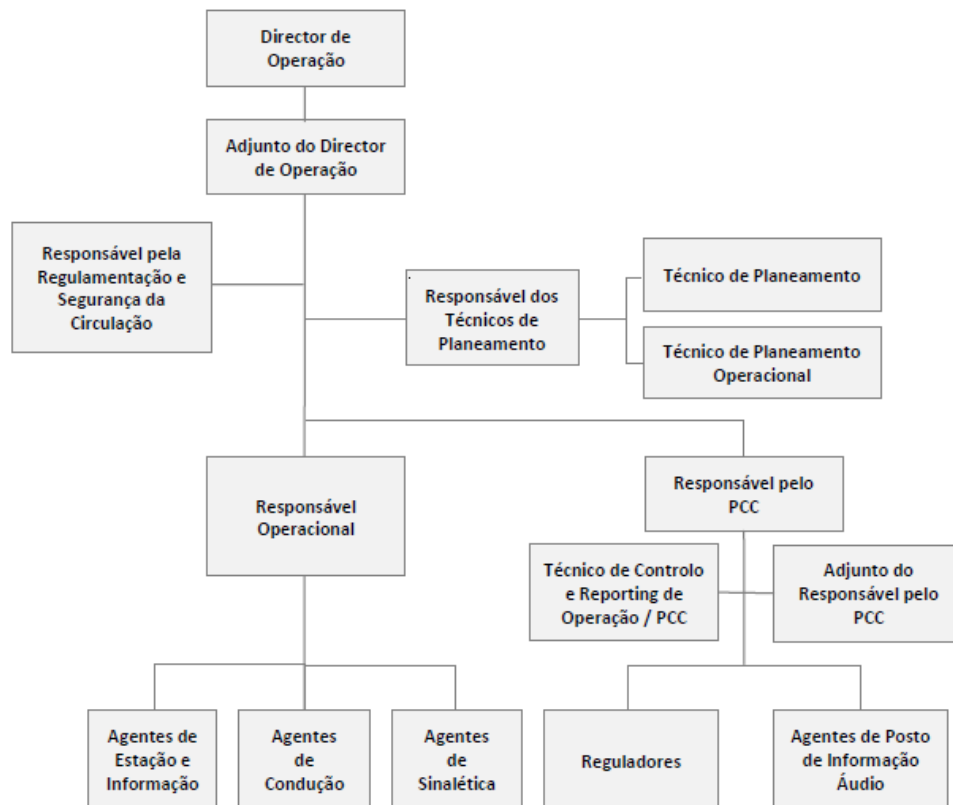 Director de
Operação
Adjunto do Director
de Operação
Responsável pela
Regulamentação e
Segurança da
Circulação
Responsável dos
Técnicos de
Planeamento
Técnico de Planeamento
Técnico de Planeamento
Operacional
Responsável
Operacional
Responsável pelo
PCC
Técnico de Controlo
e Reporting de
Operação / PCC
Adjunto do
Responsável pelo
PCC
Agentes de
Estação e
Informação
Agentes
de
Condução
Agentes
de
Sinalética
Reguladores
Agentes de Posto
de Informação
Áudio